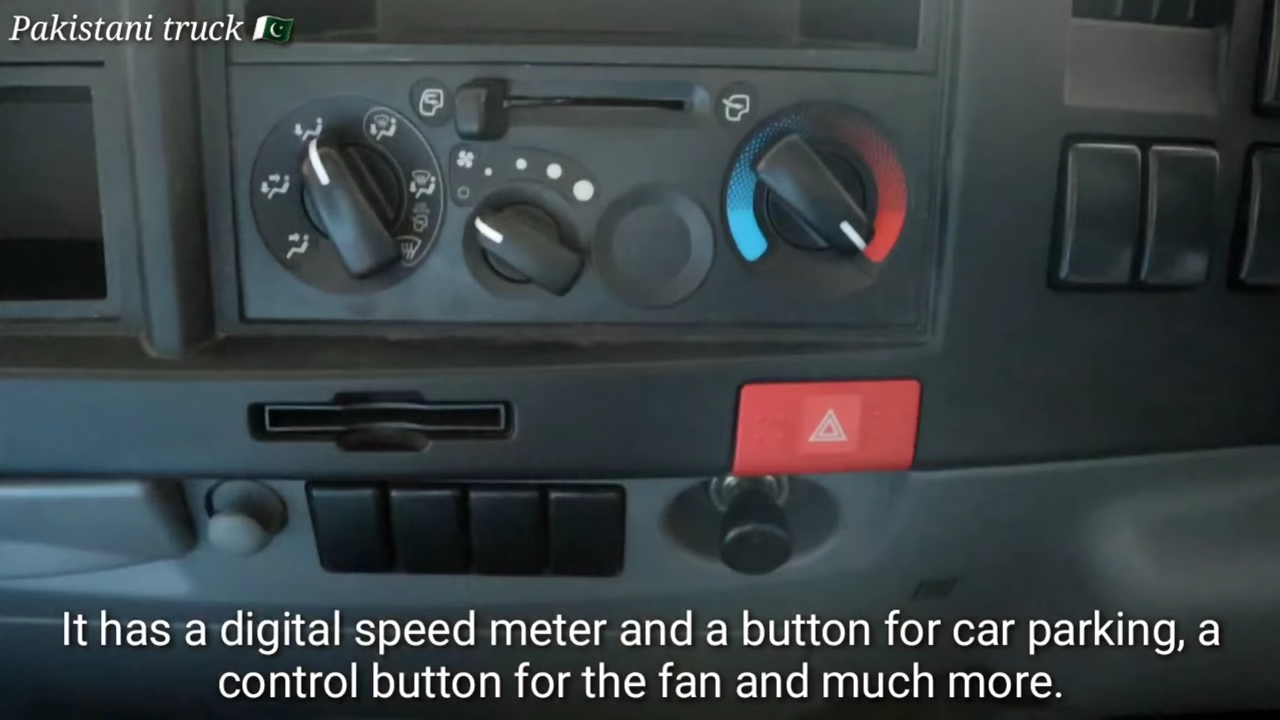 Pakistani truck 🇵🇰
It has a digital speed meter and a button for car parking, a
control button for the fan and much more.